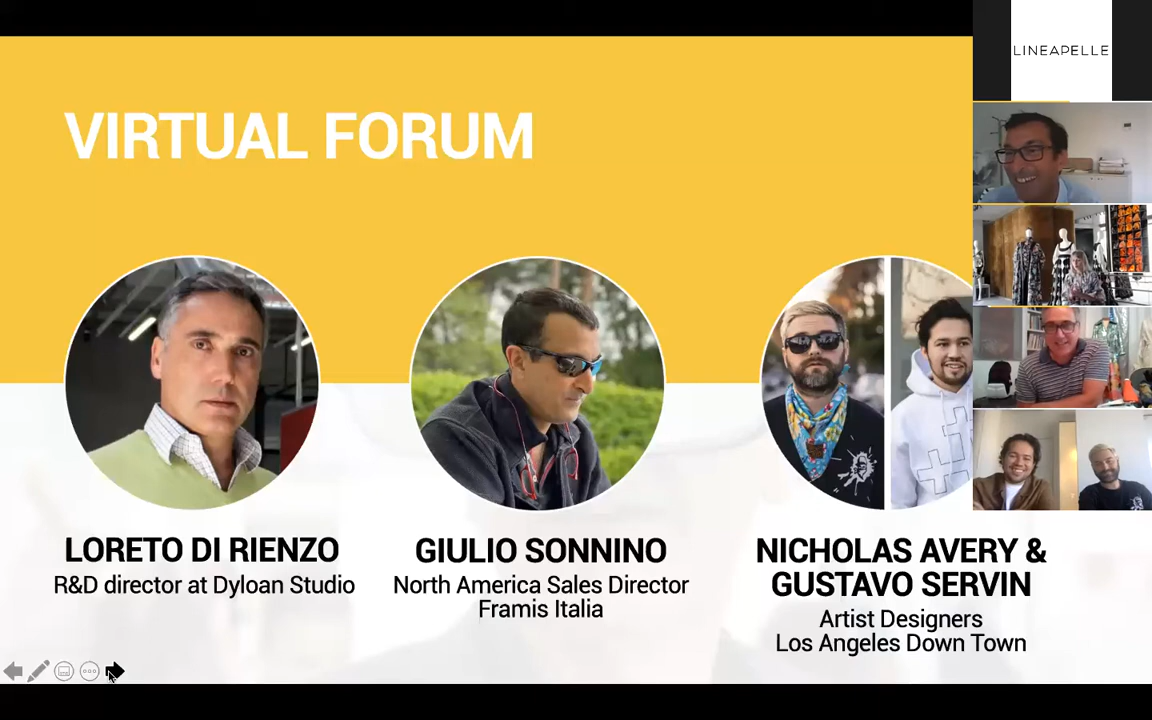 LINEAPELLE
VIRTUAL FORUM
LORETO DI RIENZO
R&D director at Dyloan Studio
GIULIO SONNINO
North America Sales Director
Framis Italia
NICHOLAS AVERY &
GUSTAVO SERVIN
Artist Designers
Los Angeles Down Town